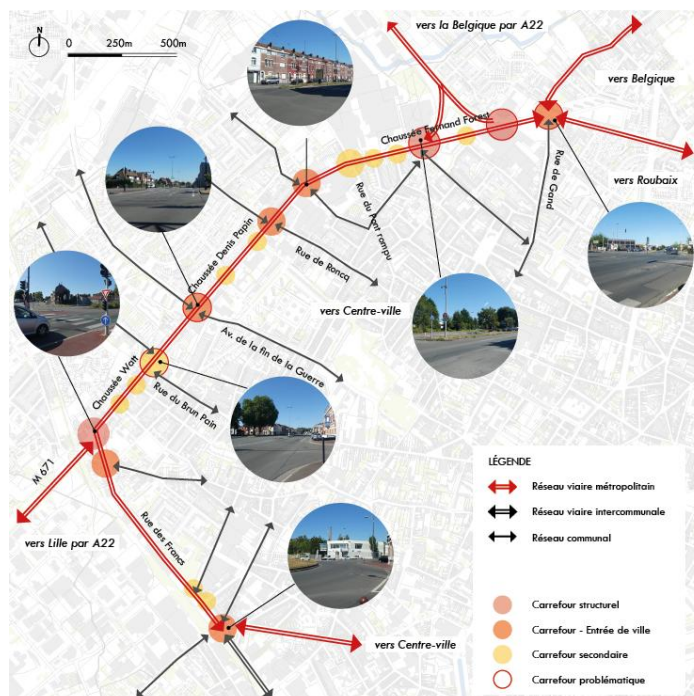 N
0 250m 500m
vers la Belgique par A22
vers Belgique
Chaussée Fernand Forest
vers Roubaix
Rue de Gand
Rue du Pont rompu
Chaussée Denis Papin
Rue de Roncq
vers Centre-ville
Av. de la fin de la Guerre
Chaussée Watt
Rue du Brun Pain
M 671
vers Lille par A22
Rue des Francs
vers Centre-ville
LÉGENDE
Réseau viaire métropolitain
Réseau viaire intercommunale
Réseau communal
Carrefour structurel
Carrefour - Entrée de ville
Carrefour secondaire
Carrefour problématique